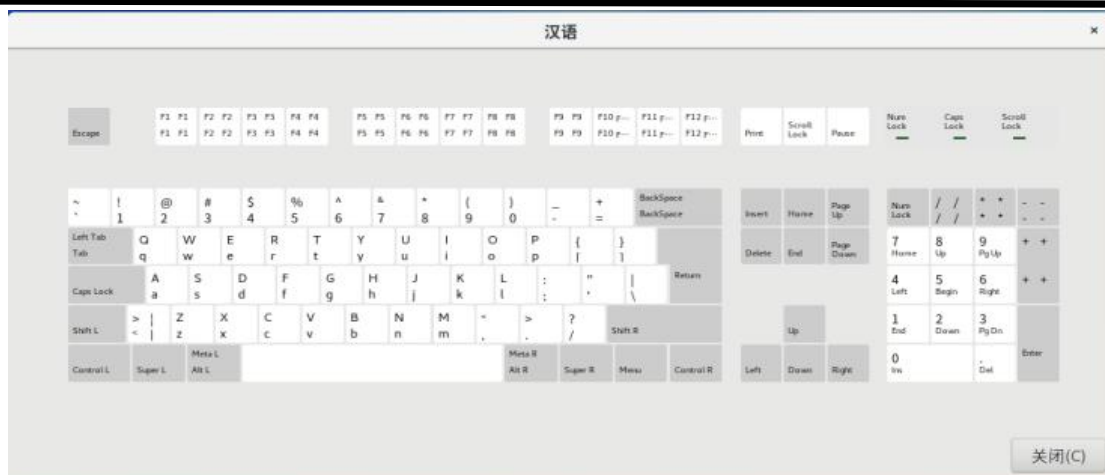 汉语 ×
F1 F1 F2 F2 F3 F3 F4 F4 F5 F5 F6 F6 F7 F7 F8 F8 F9 F9 F10 F… F11 F… F12 F…
Escape F1 F1 F2 F2 F3 F3 F4 F4 F5 F5 F6 F6 F7 F7 F8 F8 F9 F9 F10 F… F11 F… F12 F… Print Scroll Lock Pause Num Lock Caps Lock Scroll Lock
~ ! @ # $ % ^ & * ( ) _ + BackSpace
` 1 2 3 4 5 6 7 8 9 0 - = BackSpace Insert Home Page Up Num Lock / / * * - -
/ / * * - -
Left Tab Q W E R T Y U I O P { } 7 8 9 + +
Tab q w e r t y u i o p [ ] Delete End Page Down Home Up PgUp
A S D F G H J K L : " | Return 4 5 6 + +
Caps Lock a s d f g h j k l ; ' \ Left Begin Right
> | Z X C V B N M < > ? 1 2 3
Shift L < | z x c v b n m , . / Shift R Up End Down PgDn
Meta L Meta R 0 . Enter
Control L Super L Alt L Alt R Super R Menu Control R Left Down Right Ins Del
关闭(C)